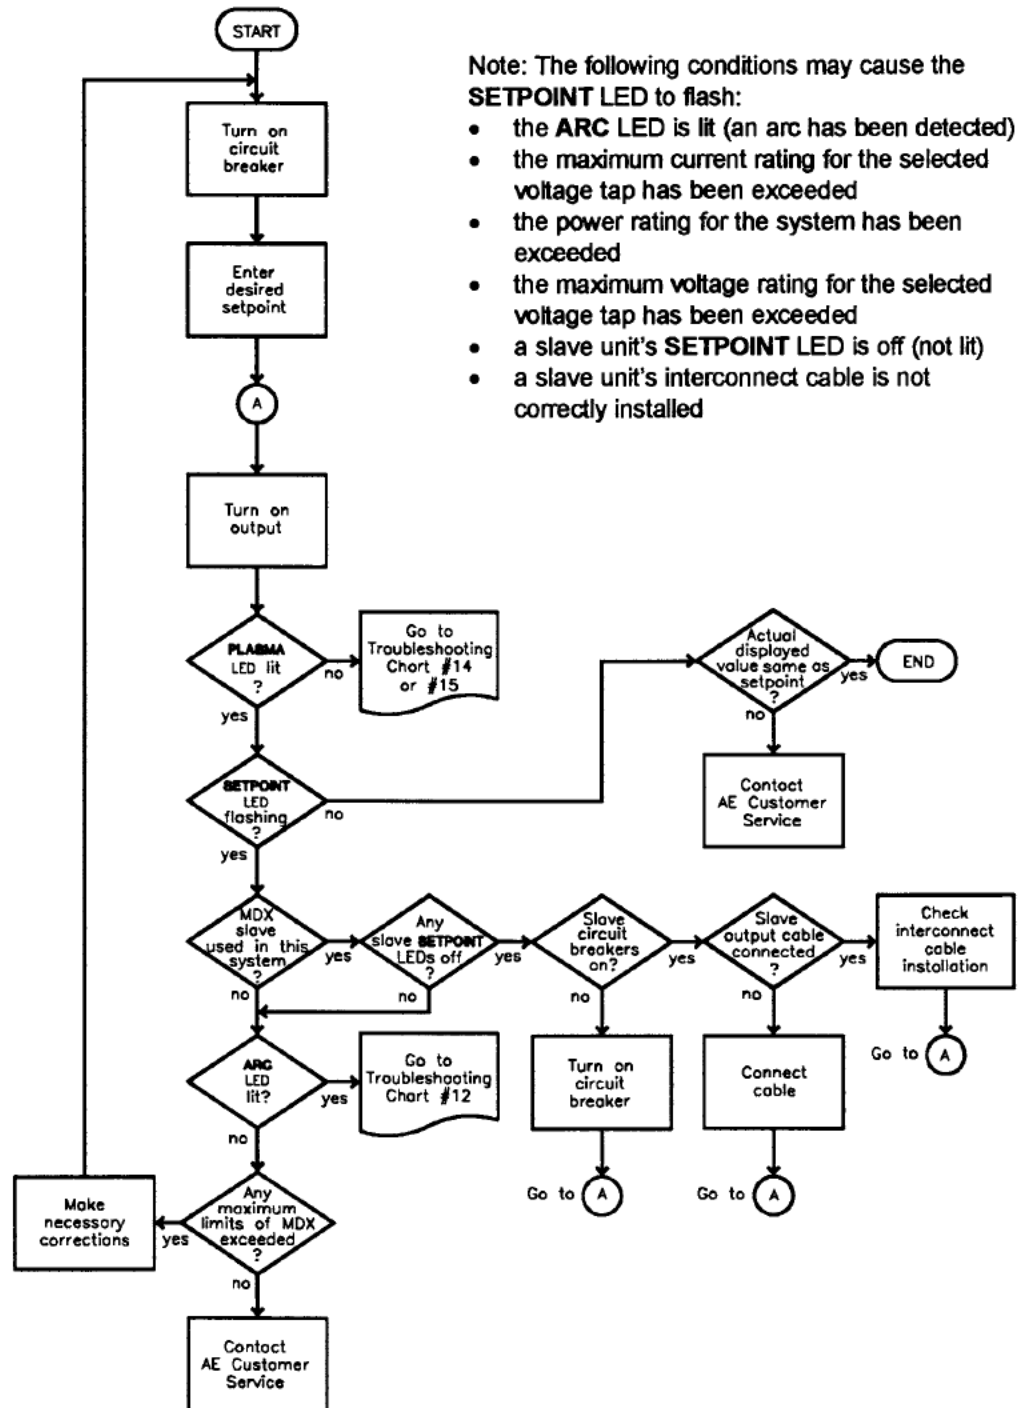 START
Note: The following conditions may cause the
SETPOINT LED to flash:
• the ARC LED is lit (an arc has been detected)
• the maximum current rating for the selected
voltage tap has been exceeded
• the power rating for the system has been
exceeded
• the maximum voltage rating for the selected
voltage tap has been exceeded
• a slave unit's SETPOINT LED is off (not lit)
• a slave unit's interconnect cable is not
correctly installed
Turn on
circuit
breaker
Enter
desired
setpoint
A
Turn on
output
PLASMA
LED lit
?
no
yes
Go to
Troubleshooting
Chart #14
or #15
Actual
displayed
value same as
setpoint
?
yes
no
END
Contact
AE Customer
Service
SETPOINT
LED
flashing
?
no
yes
MDX
slave
used in this
system
?
yes
no
Any
slave SETPOINT
LEDs off
?
yes
no
Slave
circuit
breakers
on?
yes
no
Slave
output cable
connected
?
yes
no
Check
interconnect
cable
installation
Go to A
ARC
LED
lit?
yes
no
Go to
Troubleshooting
Chart #12
Turn on
circuit
breaker
Go to A
Connect
cable
Go to A
Any
maximum
limits of MDX
exceeded
?
yes
no
Make
necessary
corrections
Contact
AE Customer
Service